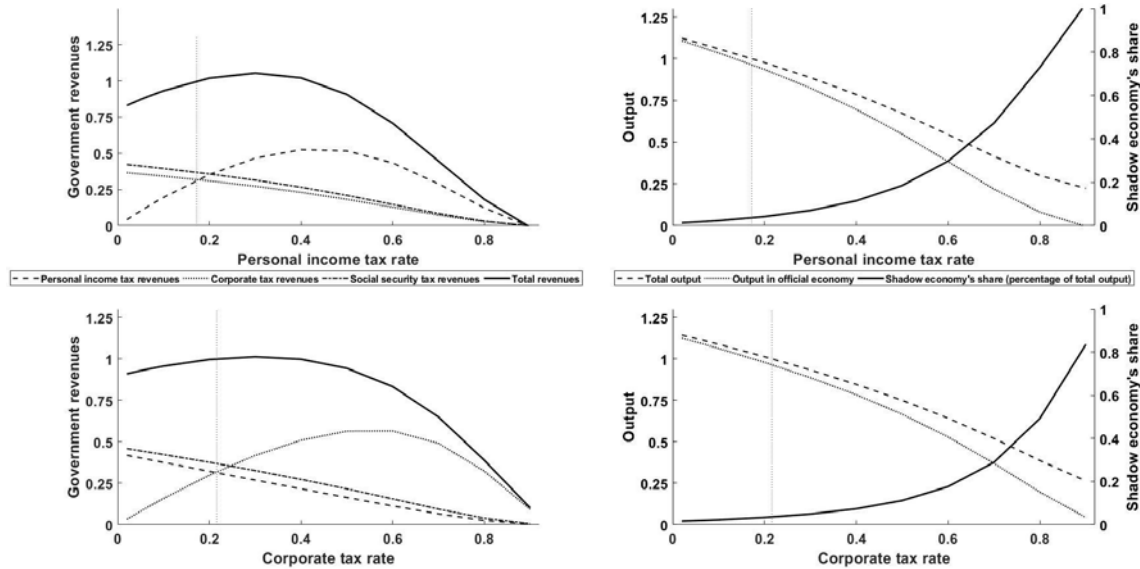 Government revenues
1.25
1
0.75
0.5
0.25
0
0 0.2 0.4 0.6 0.8
Personal income tax rate
Output
1.25
1
0.75
0.5
0.25
0
0 0.2 0.4 0.6 0.8
Personal income tax rate
1
0.8
0.6
0.4
0.2
0
Shadow economy's share
Personal income tax revenues Corporate tax revenues Social security tax revenues Total revenues
Total output Output in official economy Shadow economy's share (percentage of total output)
Government revenues
1.25
1
0.75
0.5
0.25
0
0 0.2 0.4 0.6 0.8
Corporate tax rate
Output
1.25
1
0.75
0.5
0.25
0
0 0.2 0.4 0.6 0.8
Corporate tax rate
1
0.8
0.6
0.4
0.2
0
Shadow economy's share